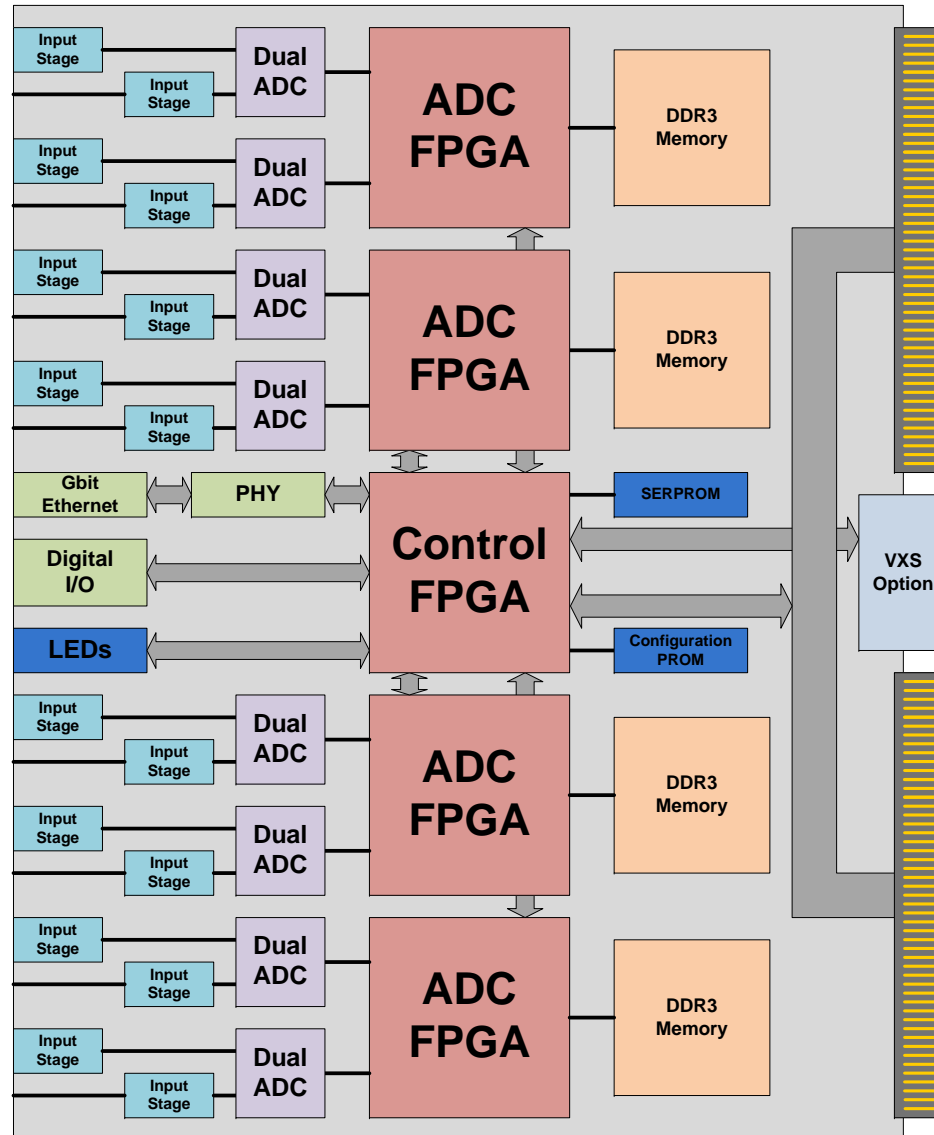 Input
Stage
Input
Stage
Dual
ADC
Input
Stage
Input
Stage
Dual
ADC
ADC
FPGA
DDR3
Memory
Input
Stage
Input
Stage
Dual
ADC
Input
Stage
Input
Stage
Dual
ADC
ADC
FPGA
DDR3
Memory
Gbit
Ethernet
PHY
Digital
I/O
LEDs
Control
FPGA
SERPROM
Configuration
PROM
VXS
Option
Input
Stage
Input
Stage
Dual
ADC
Input
Stage
Input
Stage
Dual
ADC
ADC
FPGA
DDR3
Memory
Input
Stage
Input
Stage
Dual
ADC
Input
Stage
Input
Stage
Dual
ADC
ADC
FPGA
DDR3
Memory